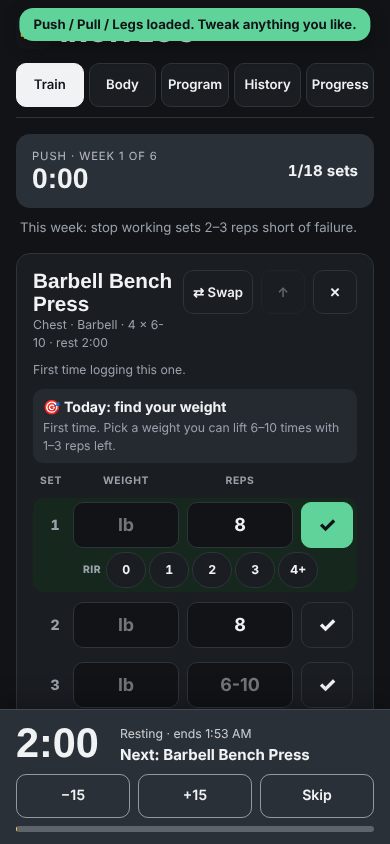 Push / Pull / Legs loaded. Tweak anything you like.
Train Body Program History Progress
PUSH · WEEK 1 OF 6
0:00
1/18 sets
This week: stop working sets 2–3 reps short of failure.
Barbell Bench
Press
⇄ Swap ↑ ✕
Chest · Barbell · 4 × 6-
10 · rest 2:00
First time logging this one.
🎯 Today: find your weight
First time. Pick a weight you can lift 6–10 times with
1–3 reps left.
SET WEIGHT REPS
1 lb 8 ✓
RIR 0 1 2 3 4+
2 lb 8 ✓
3 lb 6-10 ✓
2:00
Resting · ends 1:53 AM
Next: Barbell Bench Press
−15 +15 Skip